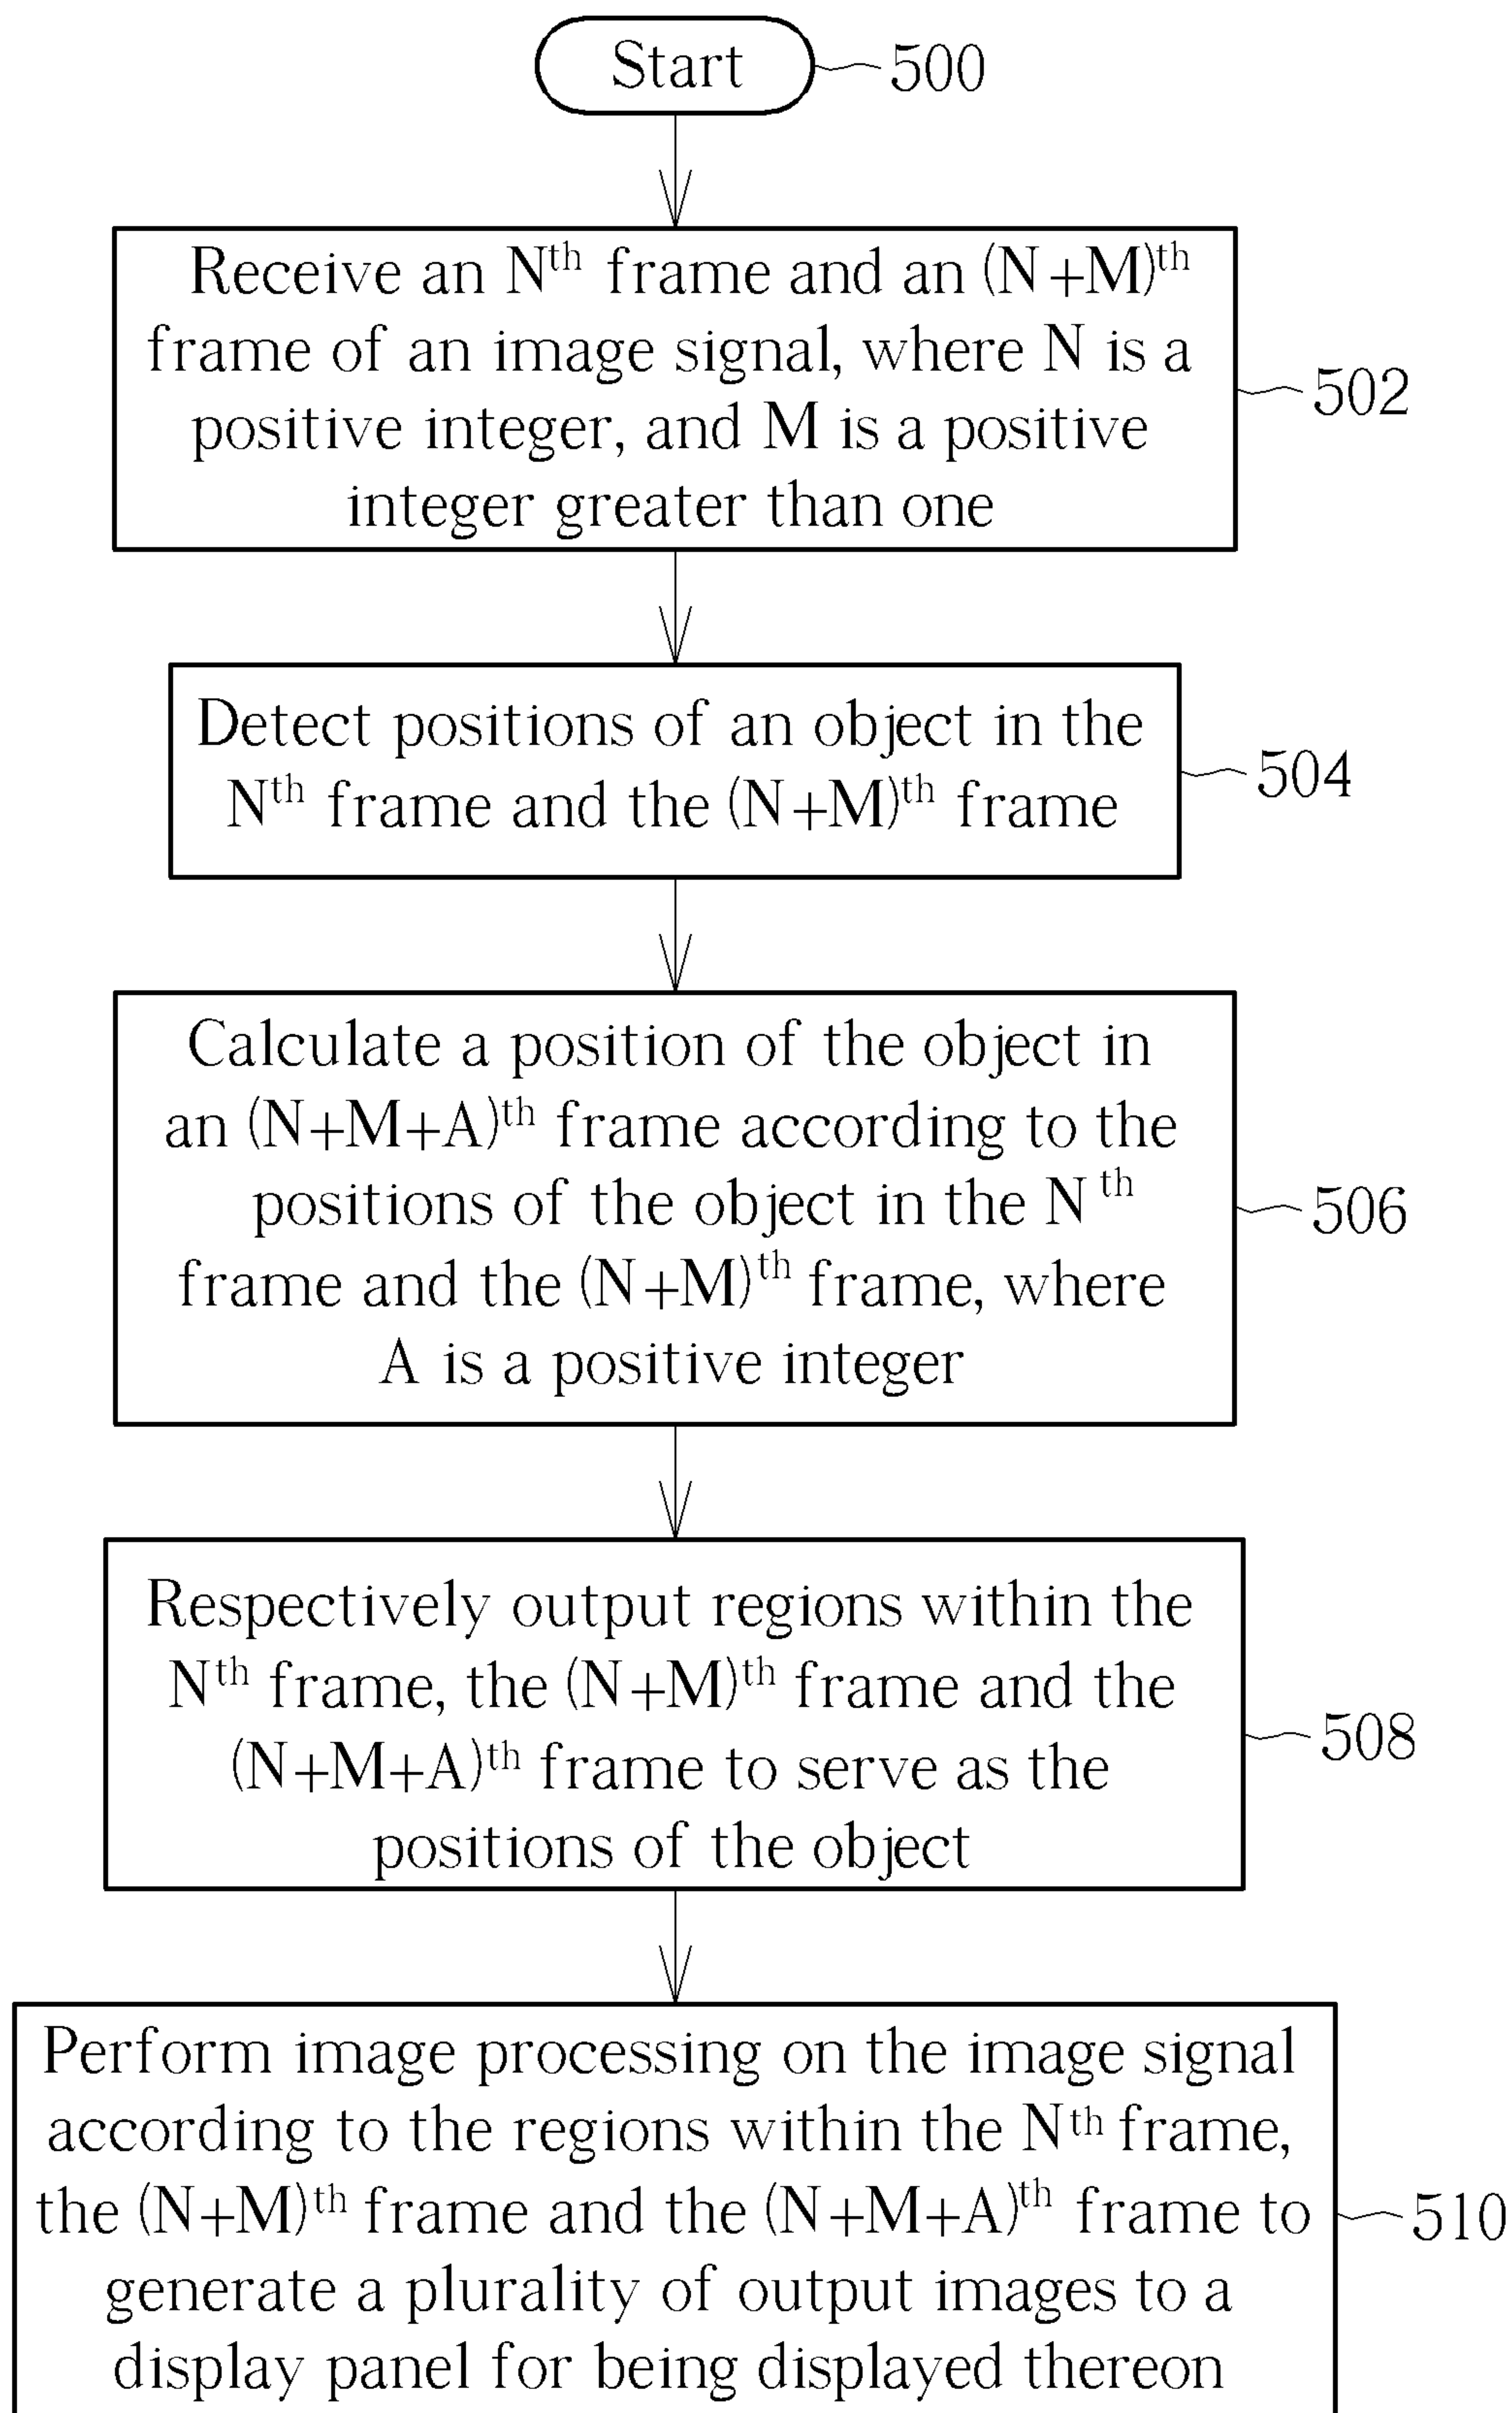 Start
500
Receive an Nth frame and an (N+M)th
frame of an image signal, where N is a
positive integer, and M is a positive
integer greater than one
502
Detect positions of an object in the
Nth frame and the (N+M)th frame
504
Calculate a position of the object in
an (N+M+A)th frame according to the
positions of the object in the N th
frame and the (N+M)th frame, where
A is a positive integer
506
Respectively output regions within the
Nth frame, the (N+M)th frame and the
(N+M+A)th frame to serve as the
positions of the object
508
Perform image processing on the image signal
according to the regions within the Nth frame,
the (N+M)th frame and the (N+M+A)th frame to
generate a plurality of output images to a
display panel for being displayed thereon
510